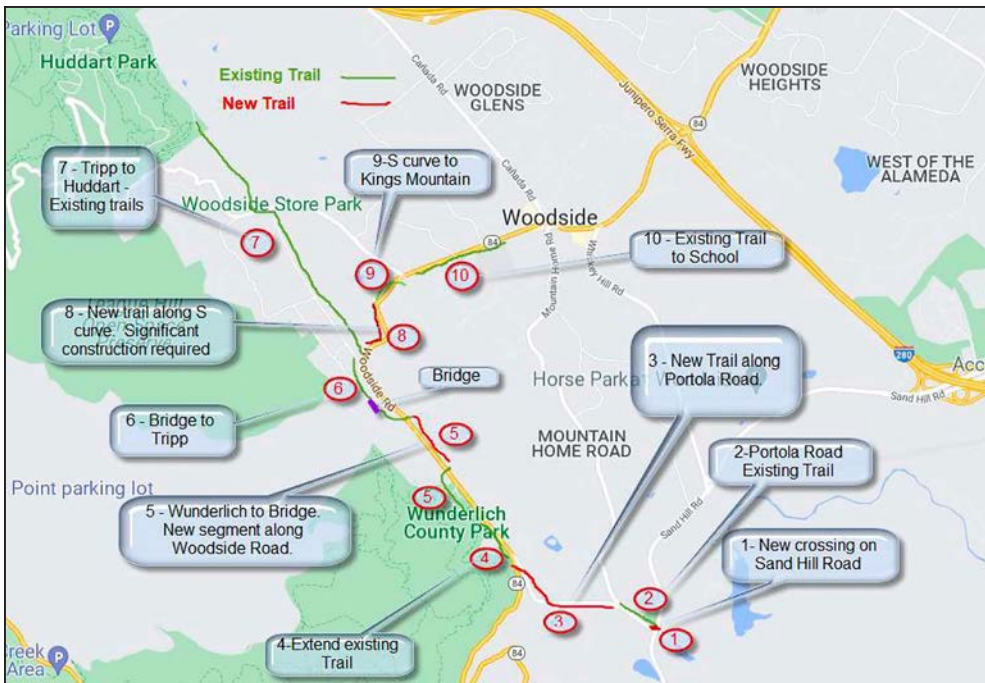 Parking Lot
Huddart Park
Existing Trail
New Trail
Cañada Rd
WOODSIDE
GLENS
WOODSIDE
HEIGHTS
84
Junipero Serra Fwy
7 - Tripp to
Huddart -
Existing trails
9-S curve to
Kings Mountain
Cañada Rd
WEST OF THE
ALAMEDA
Woodside Store Park
Woodside
84
7
9
10
10 - Existing Trail
to School
Mountain Home Rd
Whiskey Hill Rd
8 - New trail along S
curve. Significant
construction required
8
Woodside Rd
Bridge
3 - New Trail along
Portola Road.
280
Acc
Sand Hill Rd
Horse Park at W
6
6 - Bridge to
Tripp
5
MOUNTAIN
HOME ROAD
2-Portola Road
Existing Trail
Point parking lot
5
5 - Wunderlich to Bridge.
New segment along
Woodside Road.
Wunderlich
County Park
Sand Hill Rd
1- New crossing on
Sand Hill Road
4
84
2
3
1
4-Extend existing
Trail
84
Creek
Area